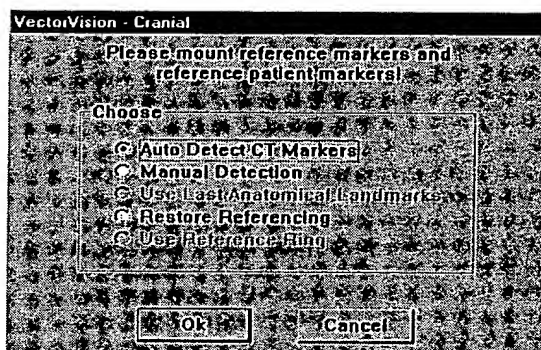 VectorVision - Cranial
Please mount reference markers and
reference patient markers!
Choose
Auto Detect CT Markers
Manual Detection
Use Last Anatomical Landmarks
Restore Referencing
Use Reference Ring
Ok
Cancel